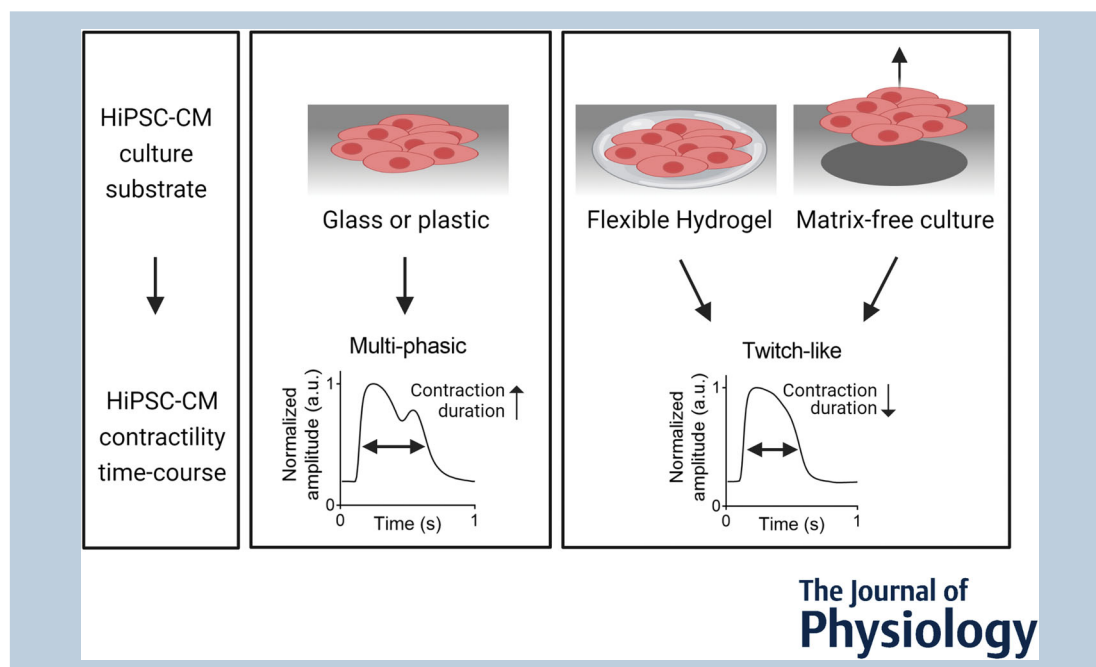 HiPSC-CM
culture
substrate
Glass or plastic
Flexible Hydrogel
Matrix-free culture
HiPSC-CM
contractility
time-course
Multi-phasic
Normalized
amplitude (a.u.)
1
0
Contraction
duration
0
Time (s)
1
Twitch-like
Normalized
amplitude (a.u.)
1
0
Contraction
duration
0
Time (s)
1
The Journal of
Physiology